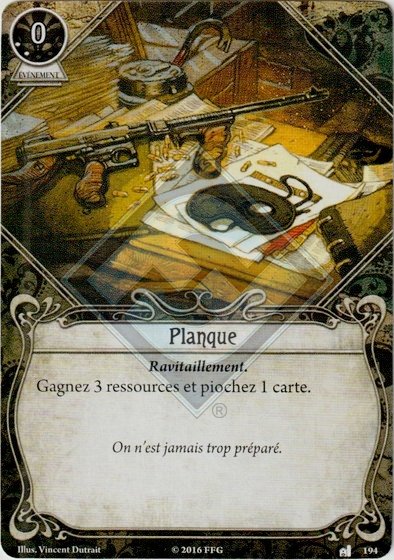 0
ÉVÉNEMENT
Planque
Ravitaillement.
Gagnez 3 ressources et piochez 1 carte.
®
On n'est jamais trop préparé.
Illus. Vincent Dutrait
© 2016 FFG
194